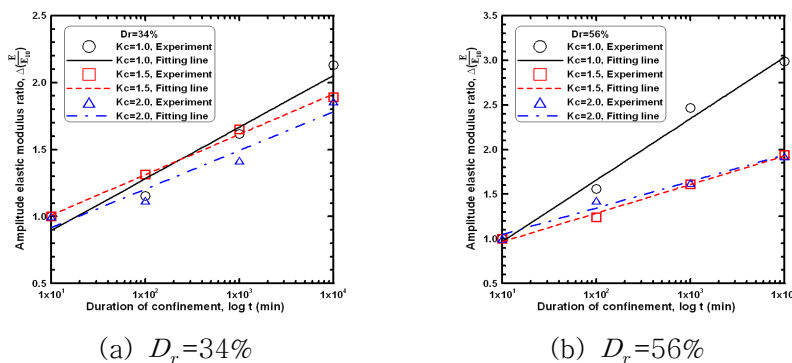 Amplitude elastic modulus ratio, Δ(E/E10)
2.5
2.0
1.5
1.0
0.5
Dr=34%
Kc=1.0, Experiment
Kc=1.0, Fitting line
Kc=1.5, Experiment
Kc=1.5, Fitting line
Kc=2.0, Experiment
Kc=2.0, Fitting line
1x10¹ 1x10² 1x10³ 1x10⁴
Duration of confinement, log t (min)
(a) Dr=34%
Amplitude elastic modulus ratio, Δ(E/E10)
3.5
3.0
2.5
2.0
1.5
1.0
0.5
Dr=56%
Kc=1.0, Experiment
Kc=1.0, Fitting line
Kc=1.5, Experiment
Kc=1.5, Fitting line
Kc=2.0, Experiment
Kc=2.0, Fitting line
1x10¹ 1x10² 1x10³ 1x10⁴
Duration of confinement, log t (min)
(b) Dr=56%